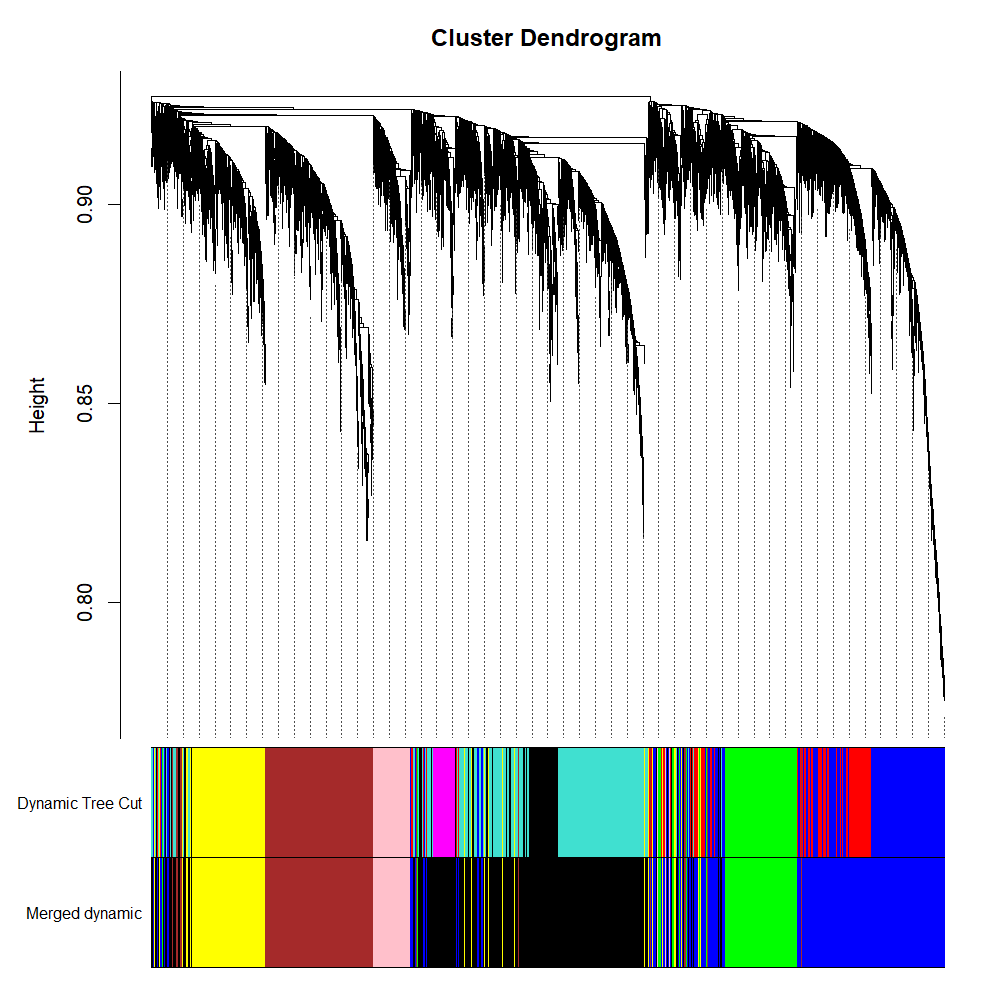 Cluster Dendrogram
Height
0.90
0.85
0.80
Dynamic Tree Cut
Merged dynamic